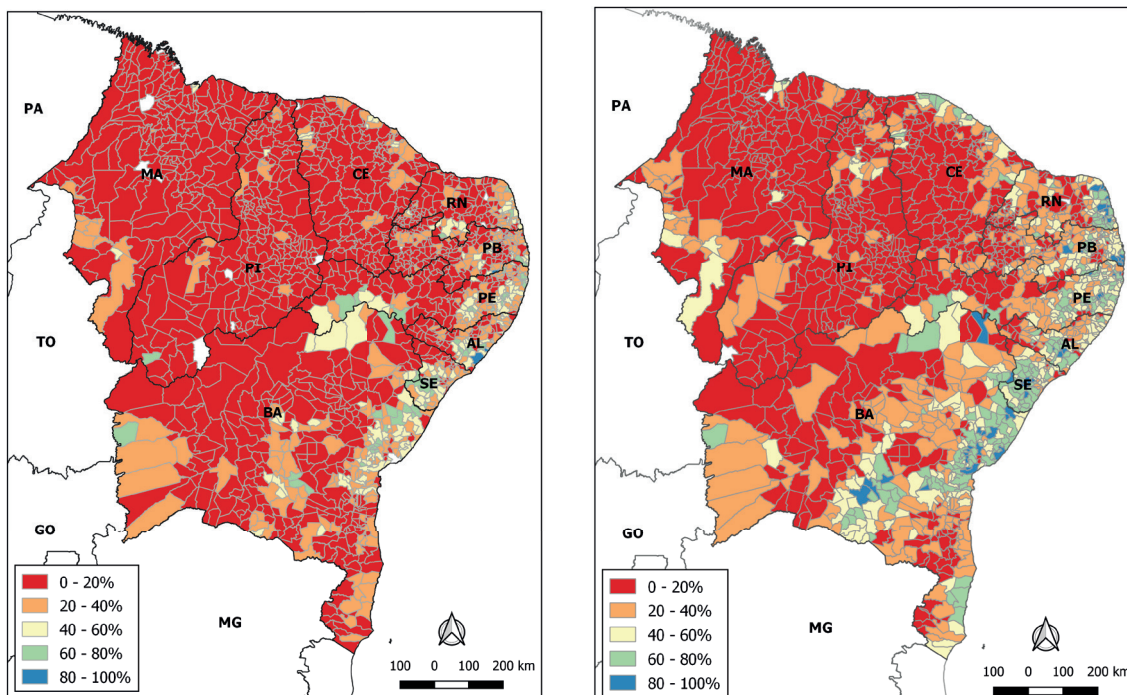 PA
MA
CE
RN
PB
PI
PE
TO
AL
SE
BA
GO
0 - 20%
20 - 40%
40 - 60%
60 - 80%
80 - 100%
MG
100 0 100 200 km
PA
MA
CE
RN
PB
PI
PE
TO
AL
SE
BA
GO
0 - 20%
20 - 40%
40 - 60%
60 - 80%
80 - 100%
MG
100 0 100 200 km